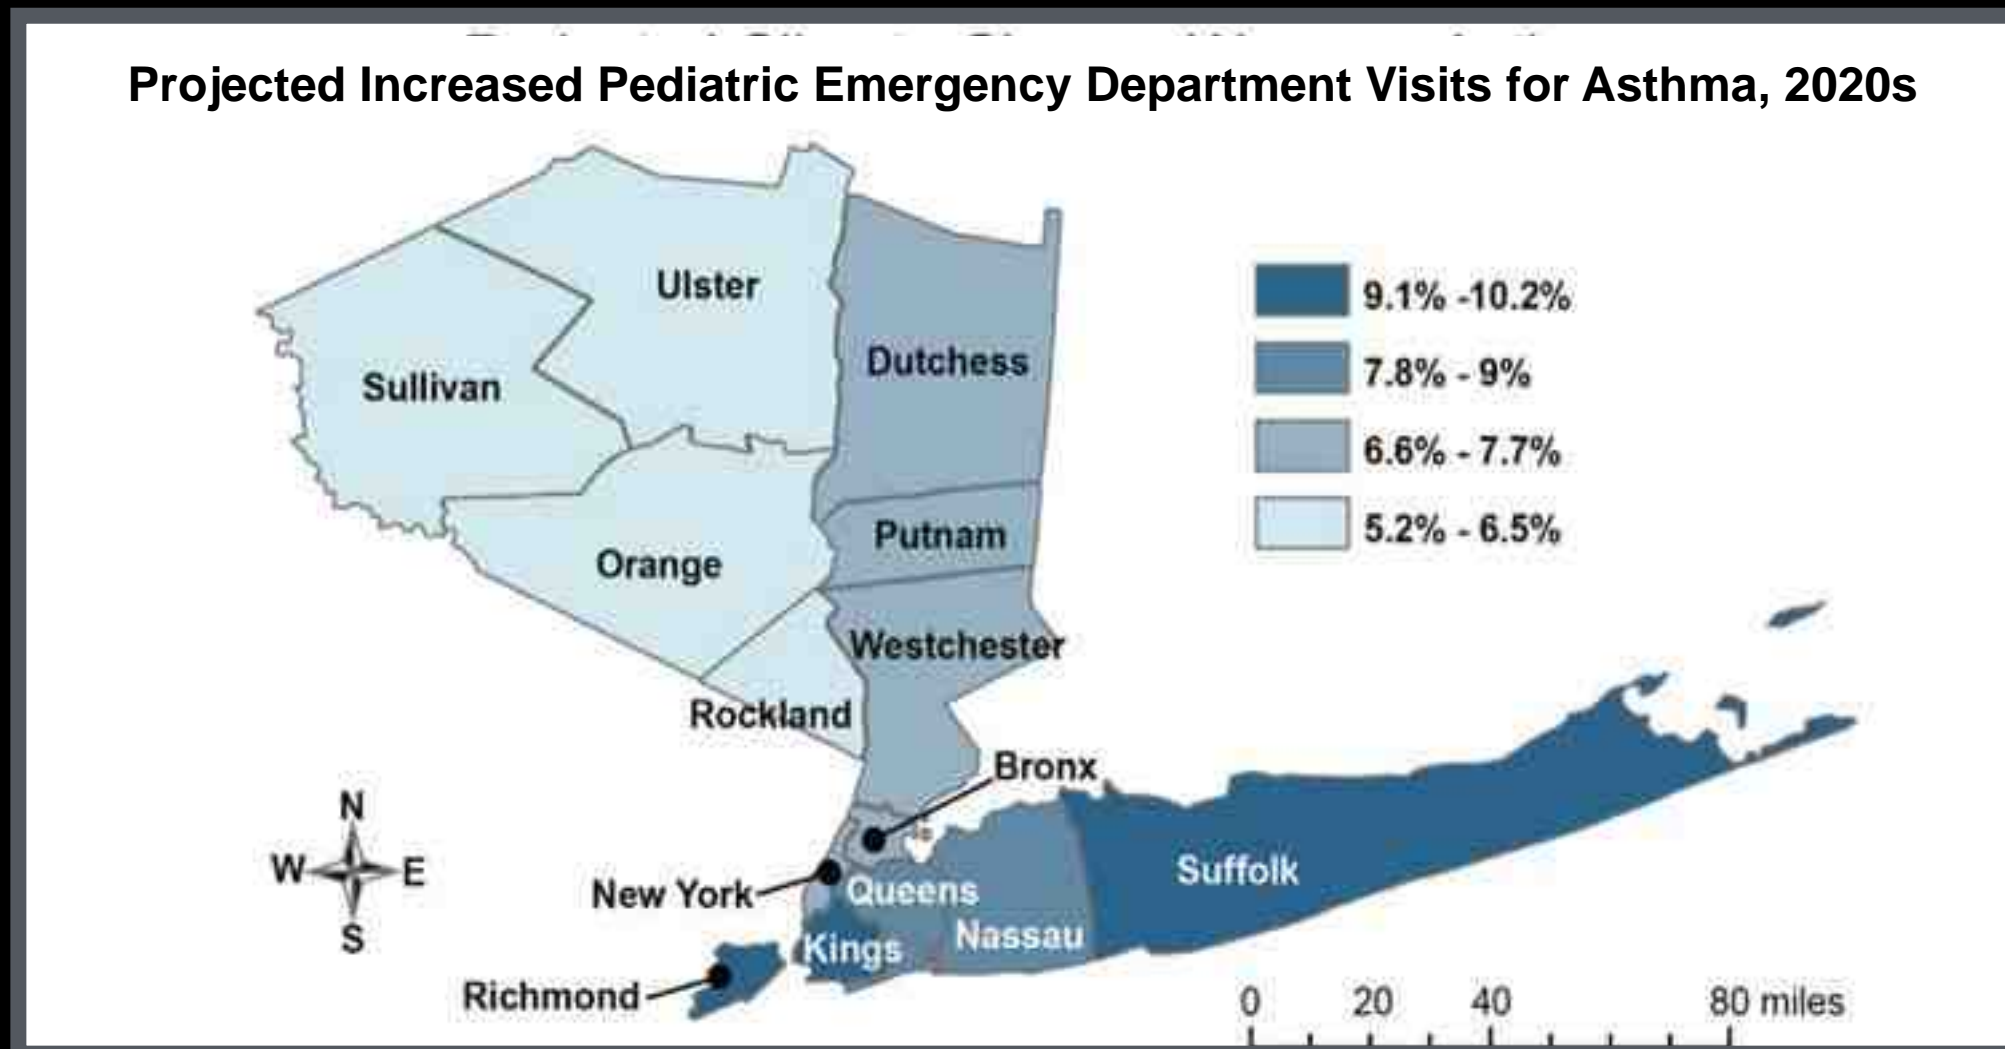 Projected Increased Pediatric Emergency Department Visits for Asthma, 2020s
Ulster
9.1% -10.2%
Dutchess
7.8% - 9%
Sullivan
6.6% - 7.7%
5.2% - 6.5%
Putnam
Orange
Westchester
Rockland
Bronx
N
W E
S
Suffolk
New York
Queens
Nassau
Kings
Richmond
0 20 40 80 miles